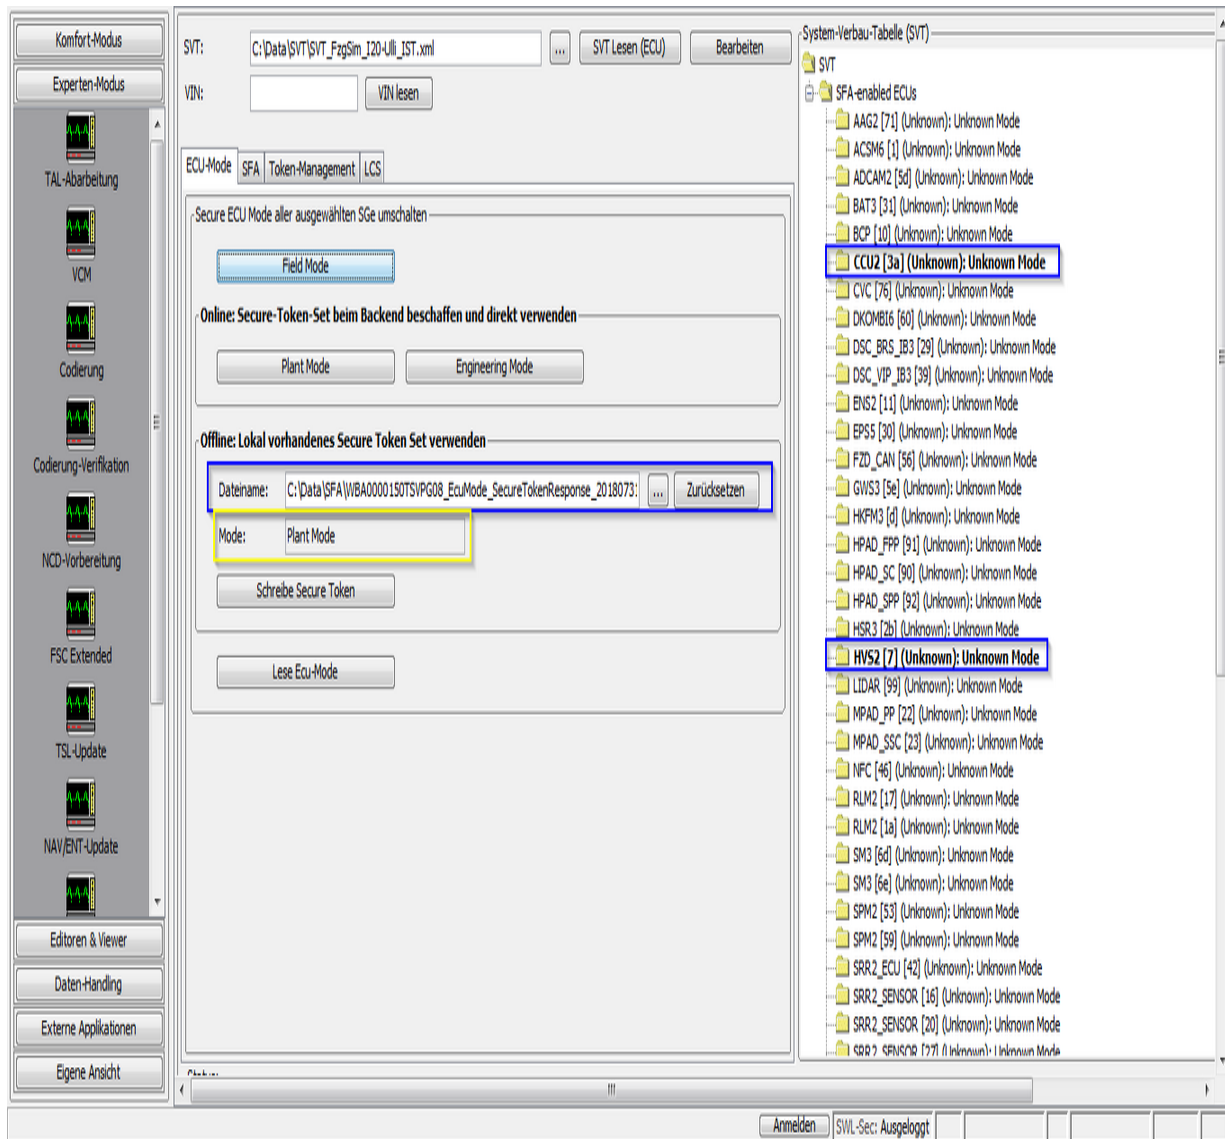 Komfort-Modus
Experten-Modus
TAL-Abarbeitung
VCM
Codierung
Codierung-Verifikation
NCD-Vorbereitung
FSC Extended
TSL-Update
NAV/ENT-Update
Editoren & Viewer
Daten-Handling
Externe Applikationen
Eigene Ansicht
SVT: C:\Data\SVT\SVT_FzgSim_I20-Ulli_IST.xml ... SVT Lesen (ECU) Bearbeiten
VIN: VIN lesen
ECU-Mode SFA Token-Management LCS
Secure ECU Mode aller ausgewählten SGe umschalten
Field Mode
Online: Secure-Token-Set beim Backend beschaffen und direkt verwenden
Plant Mode Engineering Mode
Offline: Lokal vorhandenes Secure Token Set verwenden
Dateiname: C:\Data\SFA\WBA0000150TSVPG08_EcuMode_SecureTokenResponse_2018073 ... Zurücksetzen
Mode: Plant Mode
Schreibe Secure Token
Lese Ecu-Mode
Status:
System-Verbau-Tabelle (SVT)
SVT
SFA-enabled ECUs
AAG2 [71] (Unknown): Unknown Mode
ACSM6 [1] (Unknown): Unknown Mode
ADCAM2 [5d] (Unknown): Unknown Mode
BAT3 [31] (Unknown): Unknown Mode
BCP [10] (Unknown): Unknown Mode
CCU2 [3a] (Unknown): Unknown Mode
CVC [76] (Unknown): Unknown Mode
DKOMBI6 [60] (Unknown): Unknown Mode
DSC_BRS_IB3 [29] (Unknown): Unknown Mode
DSC_VIP_IB3 [39] (Unknown): Unknown Mode
ENS2 [11] (Unknown): Unknown Mode
EPS5 [30] (Unknown): Unknown Mode
FZD_CAN [56] (Unknown): Unknown Mode
GWS3 [5e] (Unknown): Unknown Mode
HKFM3 [d] (Unknown): Unknown Mode
HPAD_FPP [91] (Unknown): Unknown Mode
HPAD_SC [90] (Unknown): Unknown Mode
HPAD_SPP [92] (Unknown): Unknown Mode
HSR3 [2b] (Unknown): Unknown Mode
HVS2 [7] (Unknown): Unknown Mode
LIDAR [99] (Unknown): Unknown Mode
MPAD_PP [22] (Unknown): Unknown Mode
MPAD_SSC [23] (Unknown): Unknown Mode
NFC [46] (Unknown): Unknown Mode
RLM2 [17] (Unknown): Unknown Mode
RLM2 [1a] (Unknown): Unknown Mode
SM3 [6d] (Unknown): Unknown Mode
SM3 [6e] (Unknown): Unknown Mode
SPM2 [53] (Unknown): Unknown Mode
SPM2 [59] (Unknown): Unknown Mode
SRR2_ECU [42] (Unknown): Unknown Mode
SRR2_SENSOR [16] (Unknown): Unknown Mode
SRR2_SENSOR [20] (Unknown): Unknown Mode
SRR2_SENSOR [27] (Unknown): Unknown Mode
Anmelden SWL-Sec: Ausgeloggt